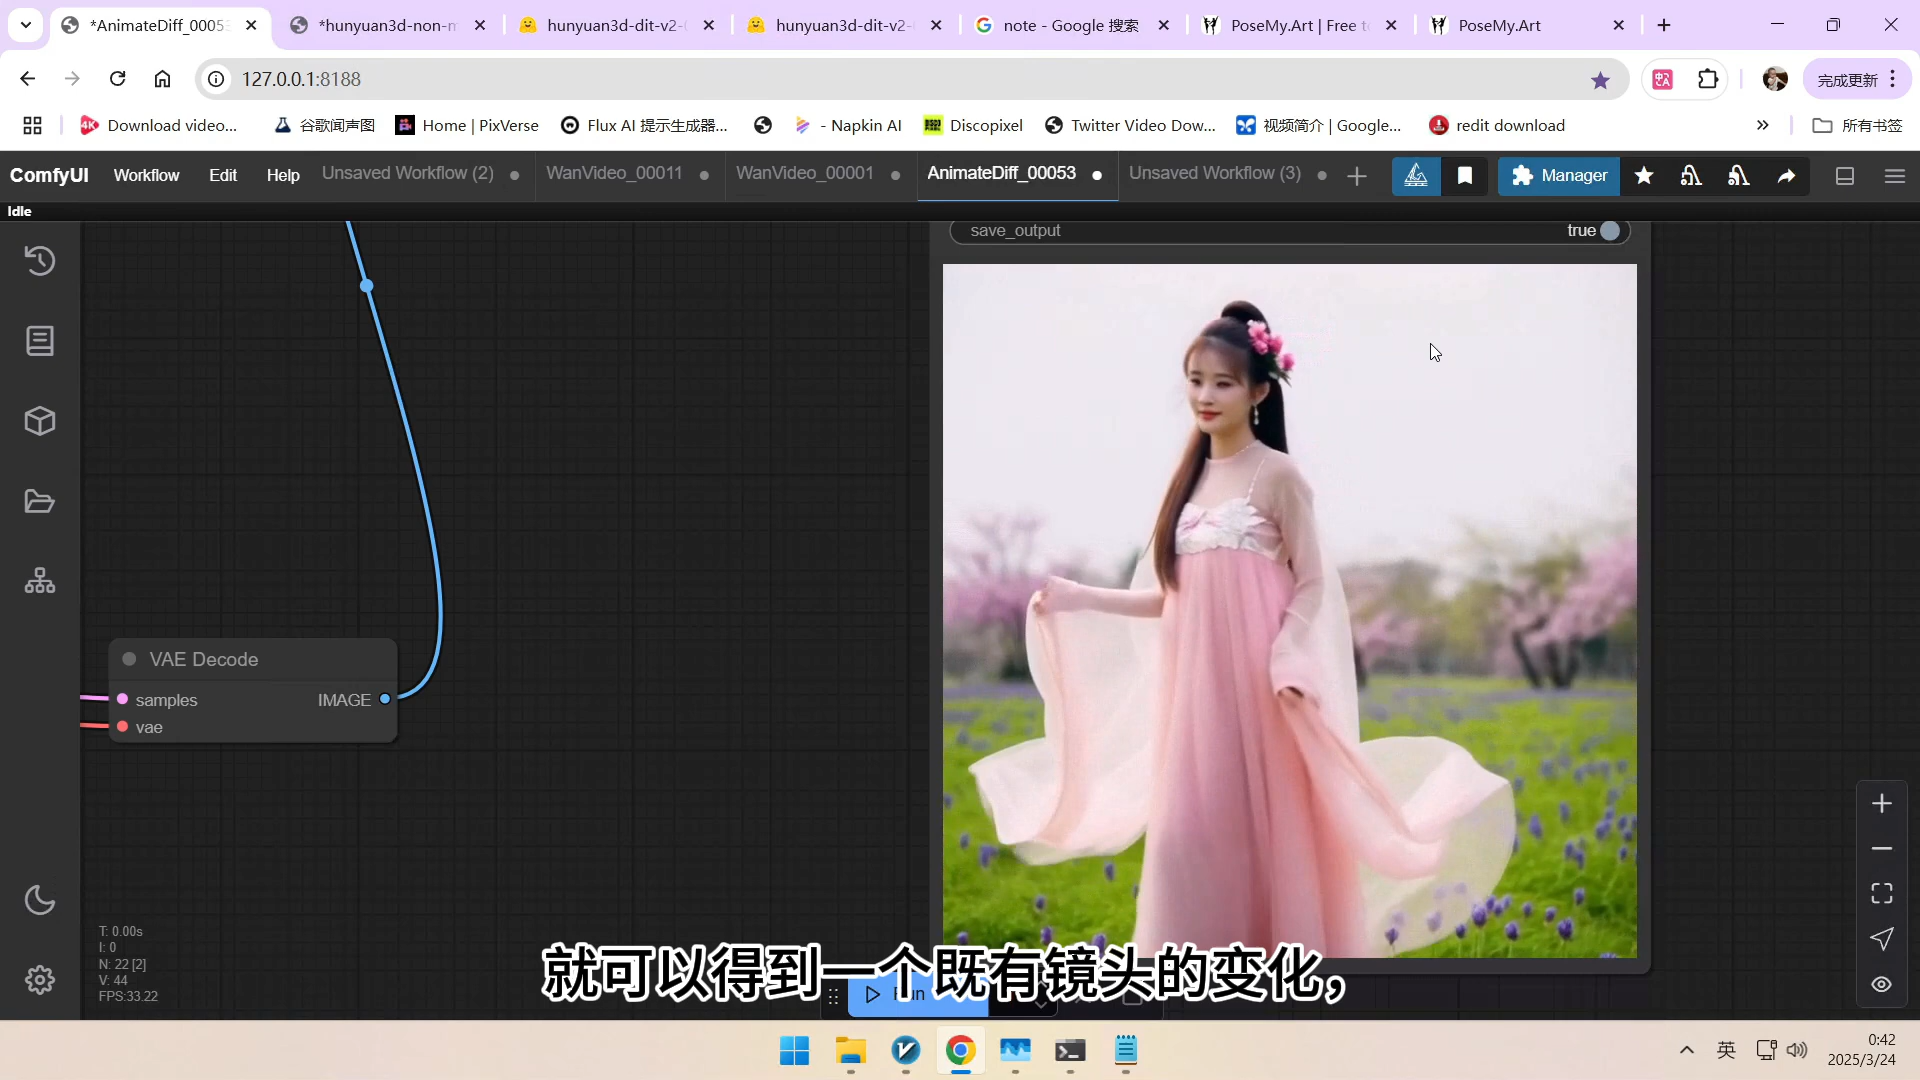 *AnimateDiff_0005
*hunyuan3d-non-m
hunyuan3d-dit-v2-
hunyuan3d-dit-v2-
note - Google 搜索
PoseMy.Art | Free t
PoseMy.Art
127.0.0.1:8188
完成更新
4K
Download video...
谷歌闻声图
Home | PixVerse
Flux AI 提示生成器...
- Napkin AI
Discopixel
Twitter Video Dow...
视频简介 | Google...
redit download
所有书签
ComfyUI
Workflow
Edit
Help
Unsaved Workflow (2)
WanVideo_00011
WanVideo_00001
AnimateDiff_00053
Unsaved Workflow (3)
Manager
Idle
save_output
true
VAE Decode
samples
IMAGE
vae
T: 0.00s
I: 0
N: 22 [2]
V: 44
FPS:33.22
就可以得到一个既有镜头的变化，
Run
英
0:42
2025/3/24